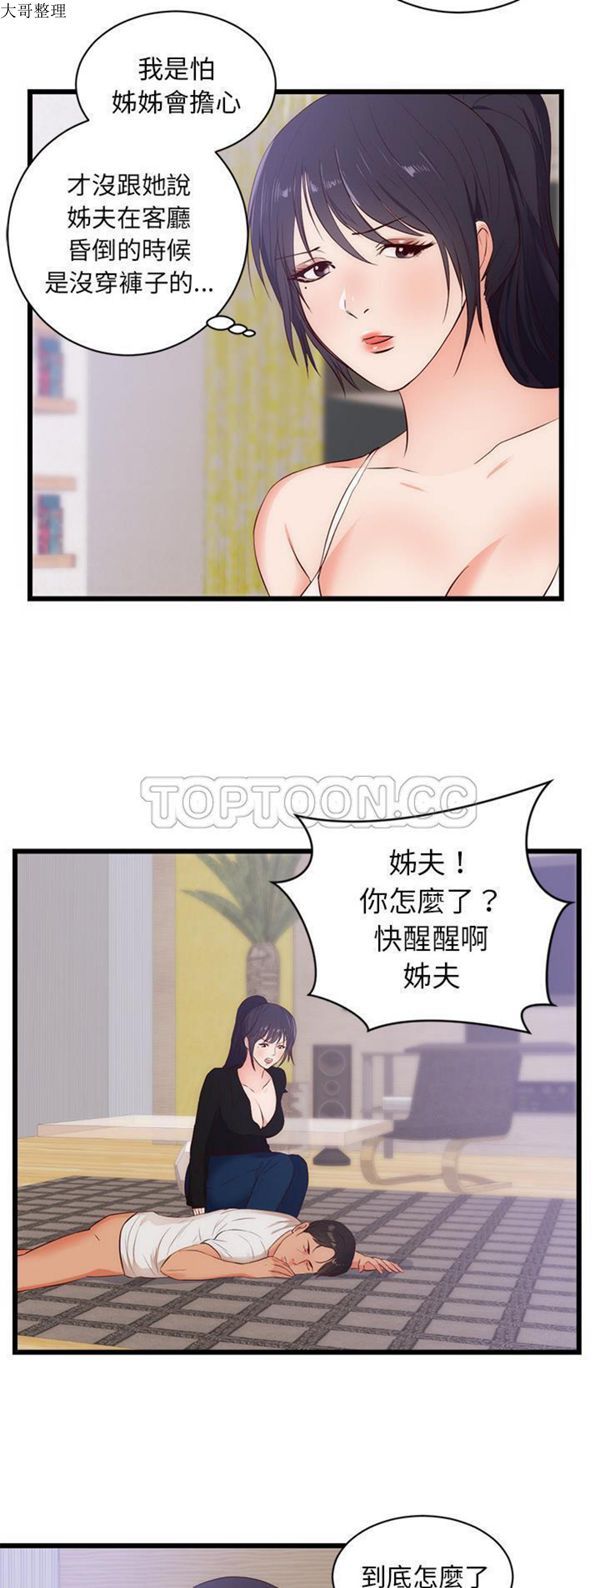 大哥整理
我是怕
姊姊會擔心
才沒跟她說
姊夫在客廳
昏倒的時候
是沒穿褲子的...
TOPTOON.CC
姊夫！
你怎麼了？
快醒醒啊
姊夫
到底怎麼了